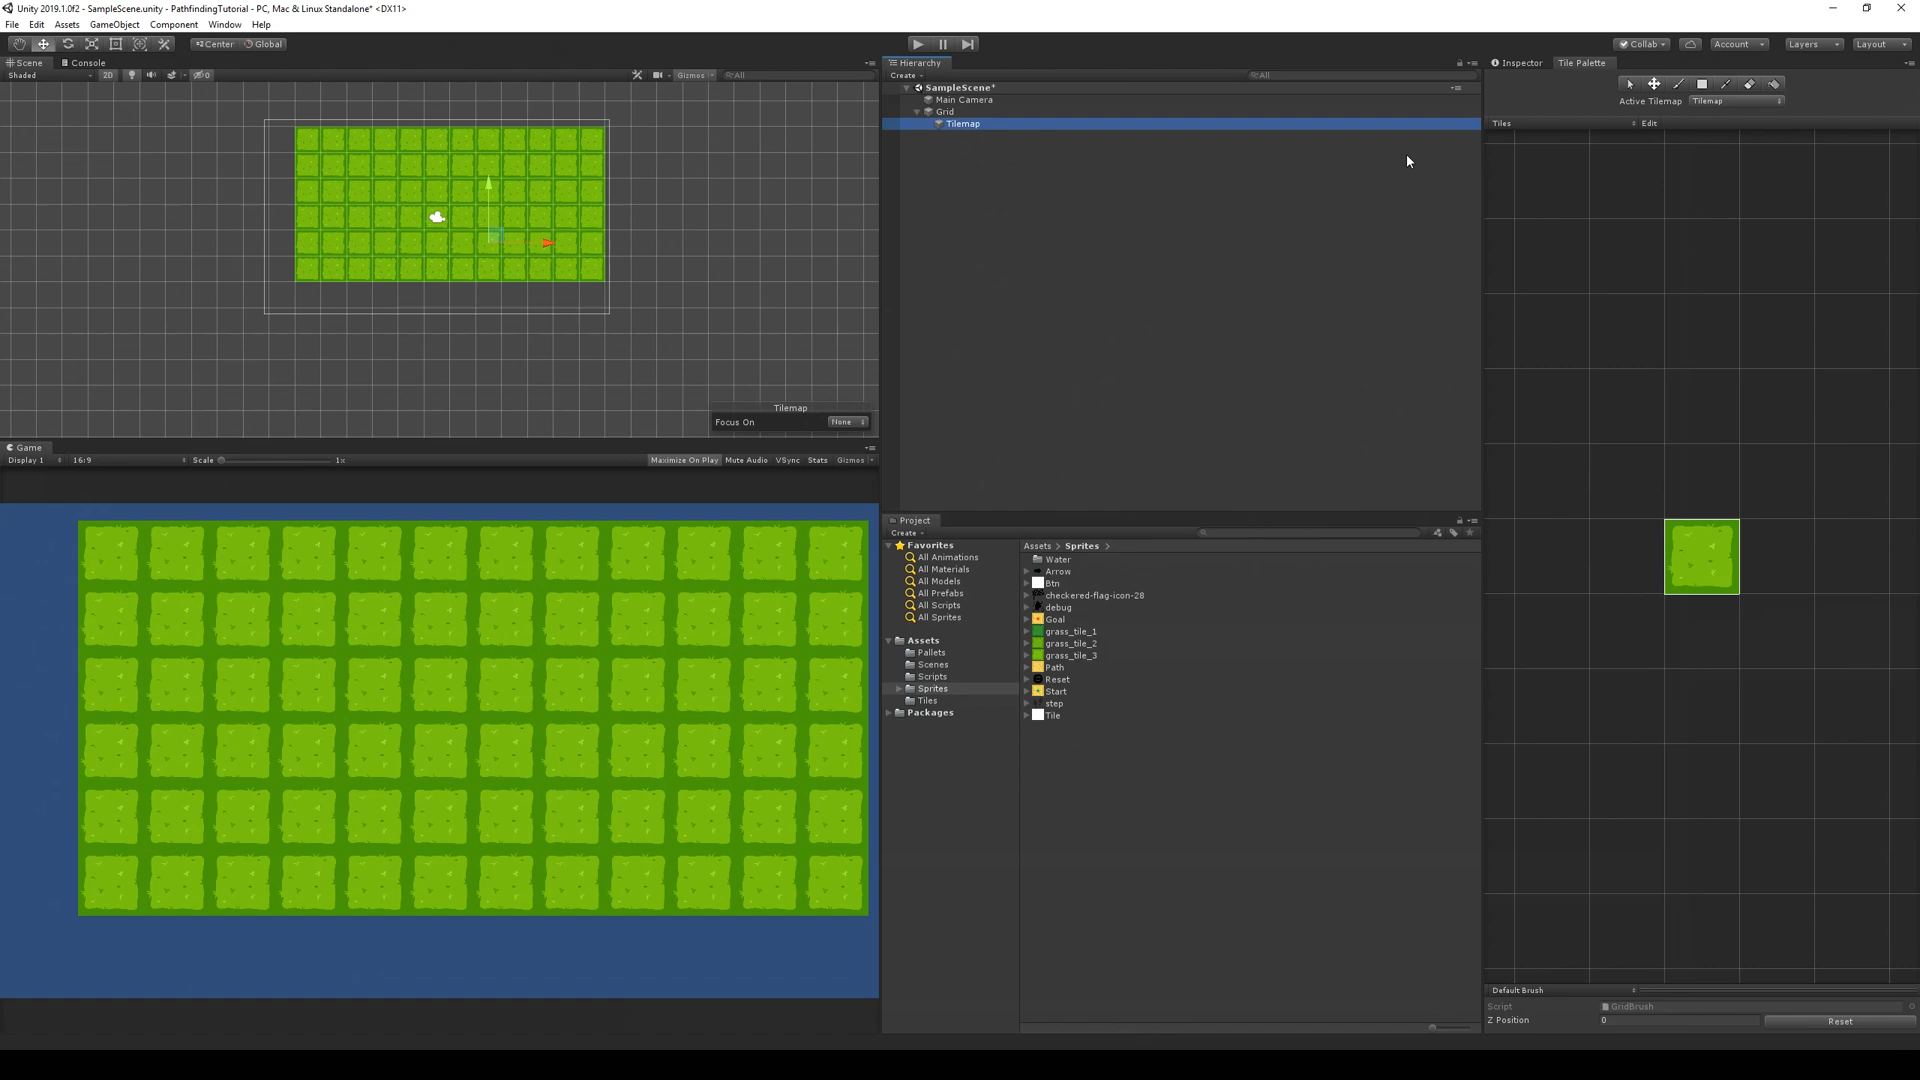 Unity 2019.1.0f2 - SampleScene.unity - PathfindingTutorial - PC, Mac & Linux Standalone* <DX11>
File Edit Assets GameObject Component Window Help
Center Global
Collab Account Layers Layout
Scene Console
Shaded 2D 0 Gizmos All
Tilemap
Focus On None
Game
Display 1 16:9 Scale 1x Maximize On Play Mute Audio VSync Stats Gizmos
Hierarchy
Create All
SampleScene*
Main Camera
Grid
Tilemap
Project
Create
Favorites
All Animations
All Materials
All Models
All Prefabs
All Scripts
All Sprites
Assets
Pallets
Scenes
Scripts
Sprites
Tiles
Packages
Assets > Sprites >
Water
Arrow
Btn
checkered-flag-icon-28
debug
Goal
grass_tile_1
grass_tile_2
grass_tile_3
Path
Reset
Start
step
Tile
Inspector Tile Palette
Active Tilemap Tilemap
Tiles Edit
Default Brush
Script GridBrush
Z Position 0 Reset